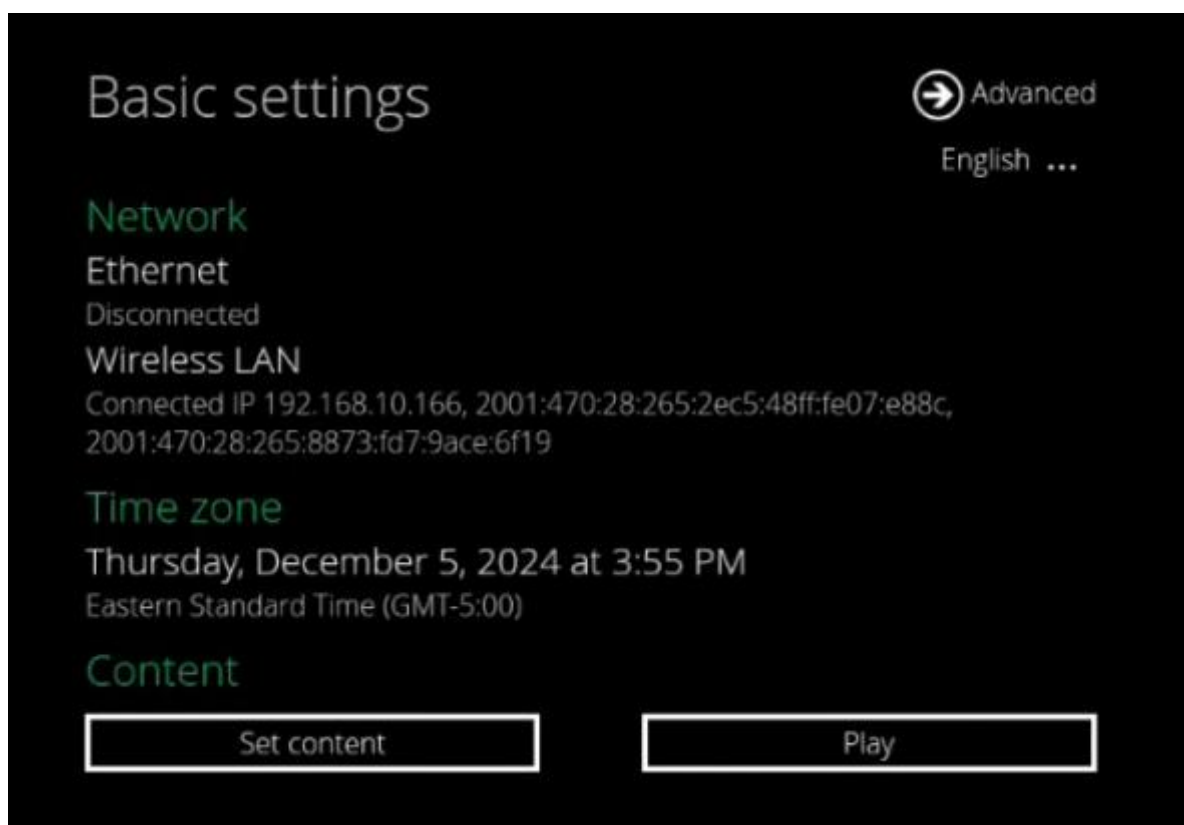 Basic settings
Advanced
English ...
Network
Ethernet
Disconnected
Wireless LAN
Connected IP 192.168.10.166, 2001:470:28:265:2ec5:48ff:fe07:e88c,
2001:470:28:265:8873:fd7:9ace:6f19
Time zone
Thursday, December 5, 2024 at 3:55 PM
Eastern Standard Time (GMT-5:00)
Content
Set content
Play